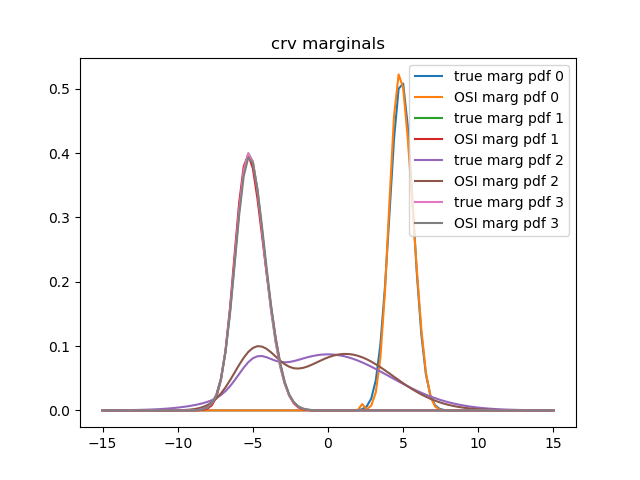 crv marginals
true marg pdf 0
OSI marg pdf 0
true marg pdf 1
OSI marg pdf 1
true marg pdf 2
OSI marg pdf 2
true marg pdf 3
OSI marg pdf 3
0.5
0.4
0.3
0.2
0.1
0.0
−15 −10 −5 0 5 10 15